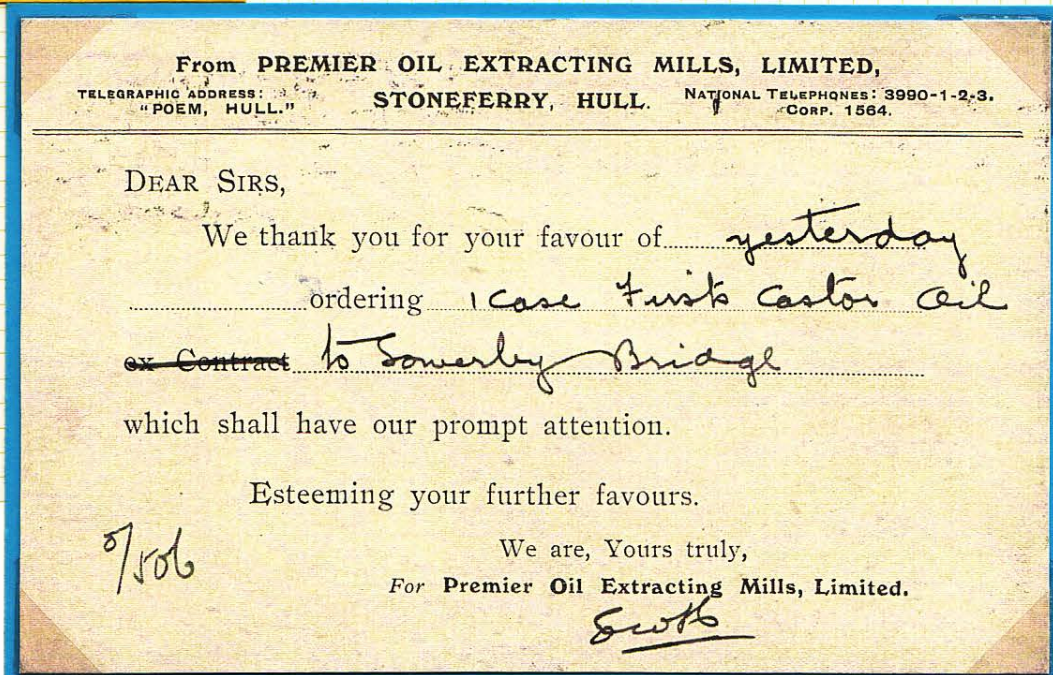 From PREMIER OIL EXTRACTING MILLS, LIMITED,
TELEGRAPHIC ADDRESS: "POEM, HULL."
STONEFERRY, HULL.
NATIONAL TELEPHONES: 3990-1-2-3.
CORP. 1564.
DEAR SIRS,
We thank you for your favour of yesterday
ordering 1 Case Firsts Castor Oil
ex Contract to Sowerby Bridge
which shall have our prompt attention.
Esteeming your further favours.
We are, Yours truly,
O/506
For Premier Oil Extracting Mills, Limited.